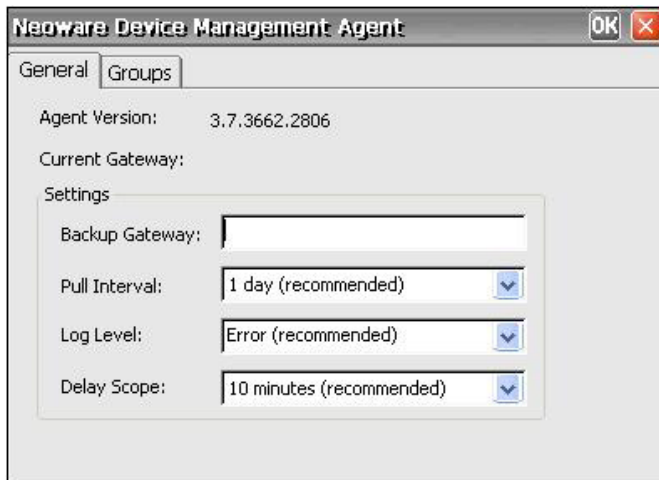 Neoware Device Management Agent OK
General Groups
Agent Version: 3.7.3662.2806
Current Gateway:
Settings
Backup Gateway:
Pull Interval: 1 day (recommended)
Log Level: Error (recommended)
Delay Scope: 10 minutes (recommended)